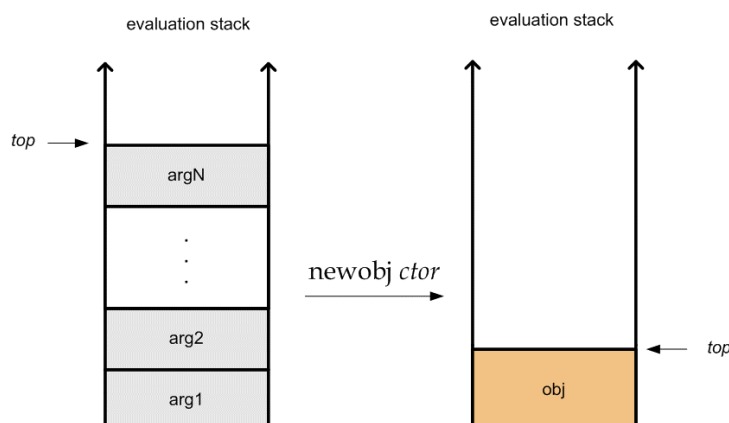 evaluation stack
evaluation stack
top
argN
.
.
.
newobj ctor
arg2
top
arg1
obj